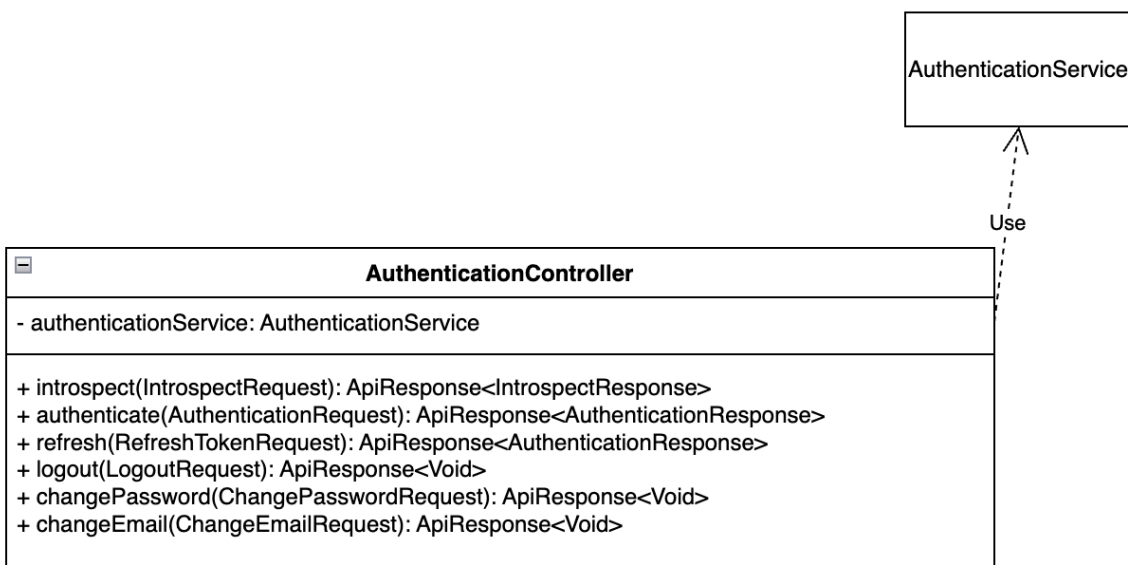 AuthenticationService
Use
AuthenticationController
- authenticationService: AuthenticationService
+ introspect(IntrospectRequest): ApiResponse<IntrospectResponse>
+ authenticate(AuthenticationRequest): ApiResponse<AuthenticationResponse>
+ refresh(RefreshTokenRequest): ApiResponse<AuthenticationResponse>
+ logout(LogoutRequest): ApiResponse<Void>
+ changePassword(ChangePasswordRequest): ApiResponse<Void>
+ changeEmail(ChangeEmailRequest): ApiResponse<Void>